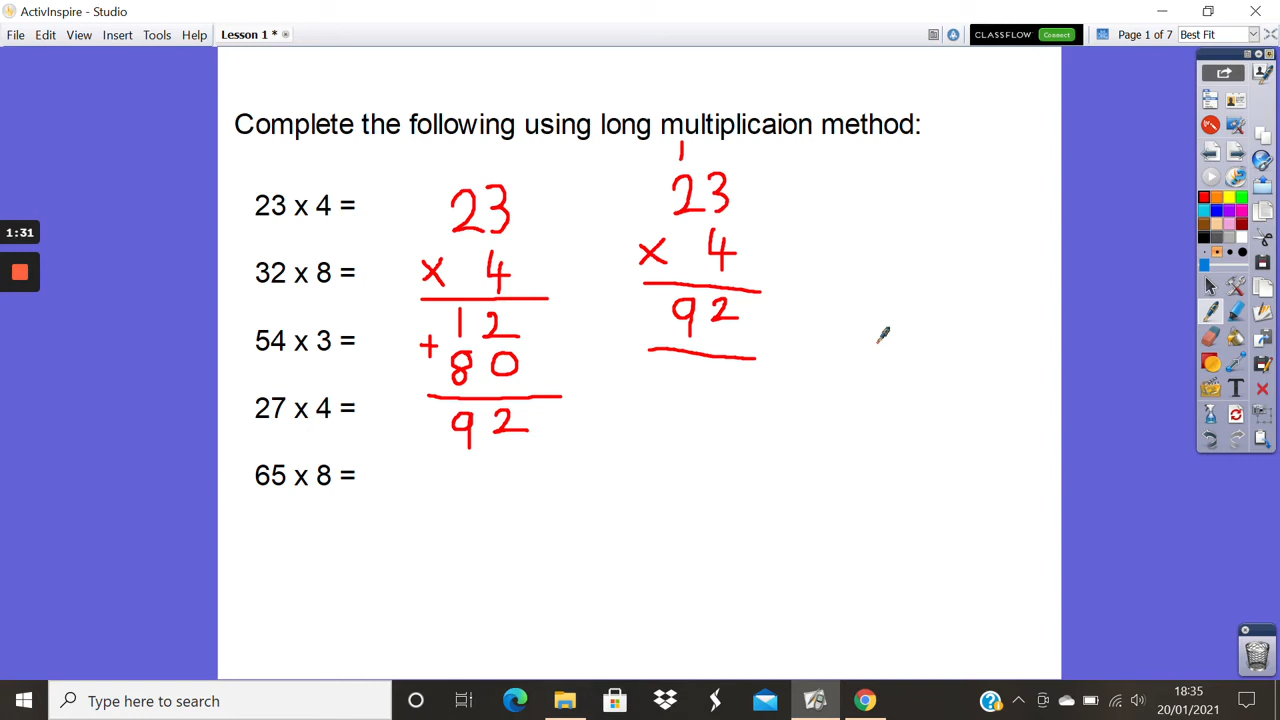 ActivInspire - Studio
File Edit View Insert Tools Help
Lesson 1 *
CLASSFLOW Connect
Page 1 of 7
Best Fit
1:31
Complete the following using long multiplicaion method:
23 x 4 =
32 x 8 =
54 x 3 =
27 x 4 =
65 x 8 =
23
x 4
12
+
80
92
1
23
x 4
92
Type here to search
18:35
20/01/2021